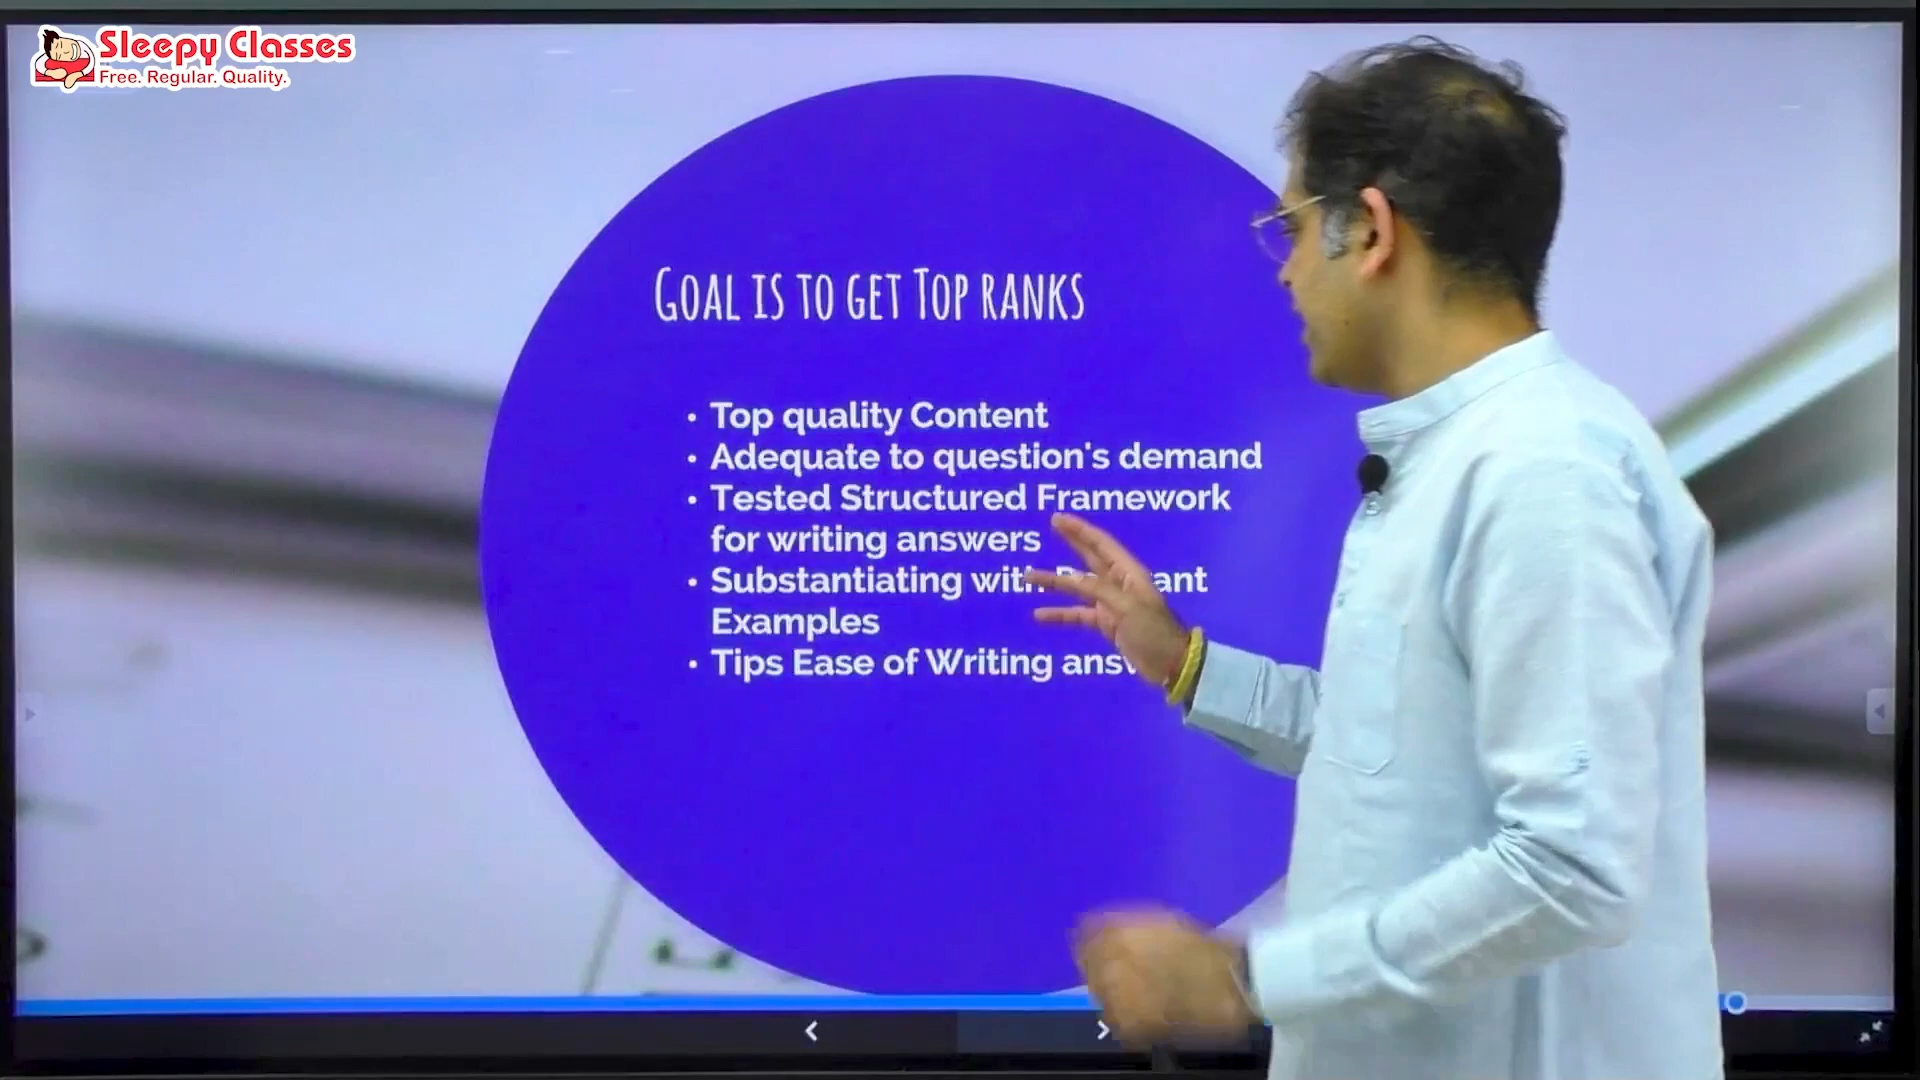 Sleepy Classes
Free. Regular. Quality.
GOAL IS TO GET TOP RANKS
• Top quality Content
• Adequate to question's demand
• Tested Structured Framework
for writing answers
• Substantiating with
Examples
• Tips Ease of Writing